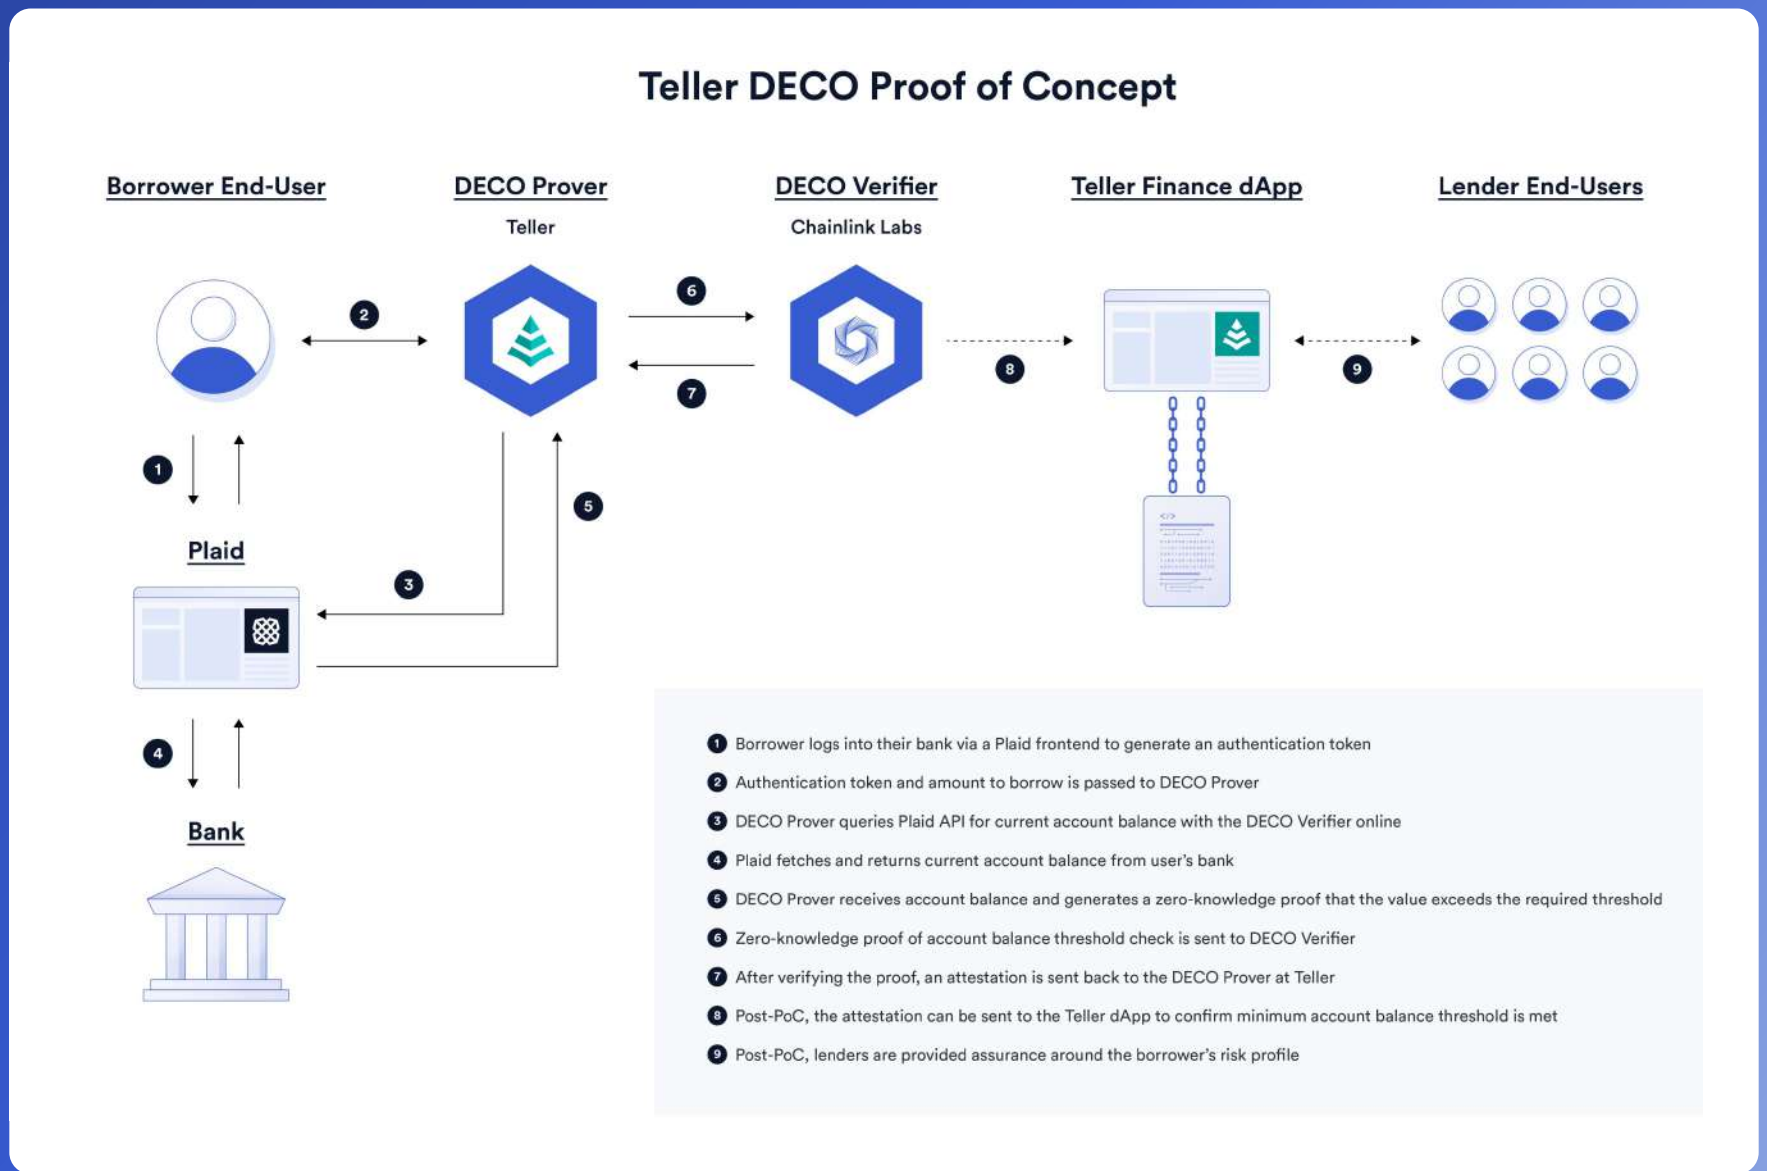 Teller DECO Proof of Concept
Borrower End-User
DECO Prover
Teller
DECO Verifier
Chainlink Labs
Teller Finance dApp
Lender End-Users
2
6
7
8
9
1
5
Plaid
3
4
Bank
</>
1 Borrower logs into their bank via a Plaid frontend to generate an authentication token
2 Authentication token and amount to borrow is passed to DECO Prover
3 DECO Prover queries Plaid API for current account balance with the DECO Verifier online
4 Plaid fetches and returns current account balance from user’s bank
5 DECO Prover receives account balance and generates a zero-knowledge proof that the value exceeds the required threshold
6 Zero-knowledge proof of account balance threshold check is sent to DECO Verifier
7 After verifying the proof, an attestation is sent back to the DECO Prover at Teller
8 Post-PoC, the attestation can be sent to the Teller dApp to confirm minimum account balance threshold is met
9 Post-PoC, lenders are provided assurance around the borrower’s risk profile